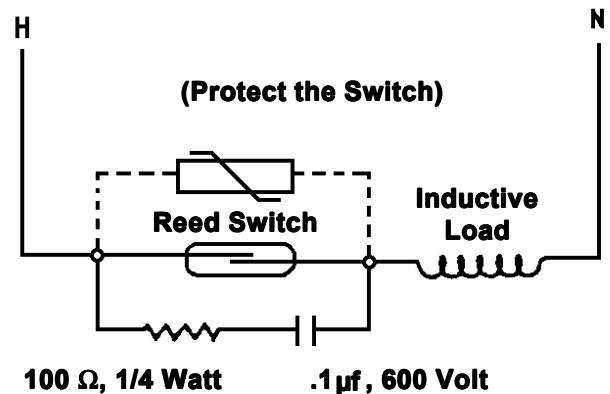 H
N
(Protect the Switch)
Reed Switch
Inductive
Load
100 Ω, 1/4 Watt
.1µf , 600 Volt